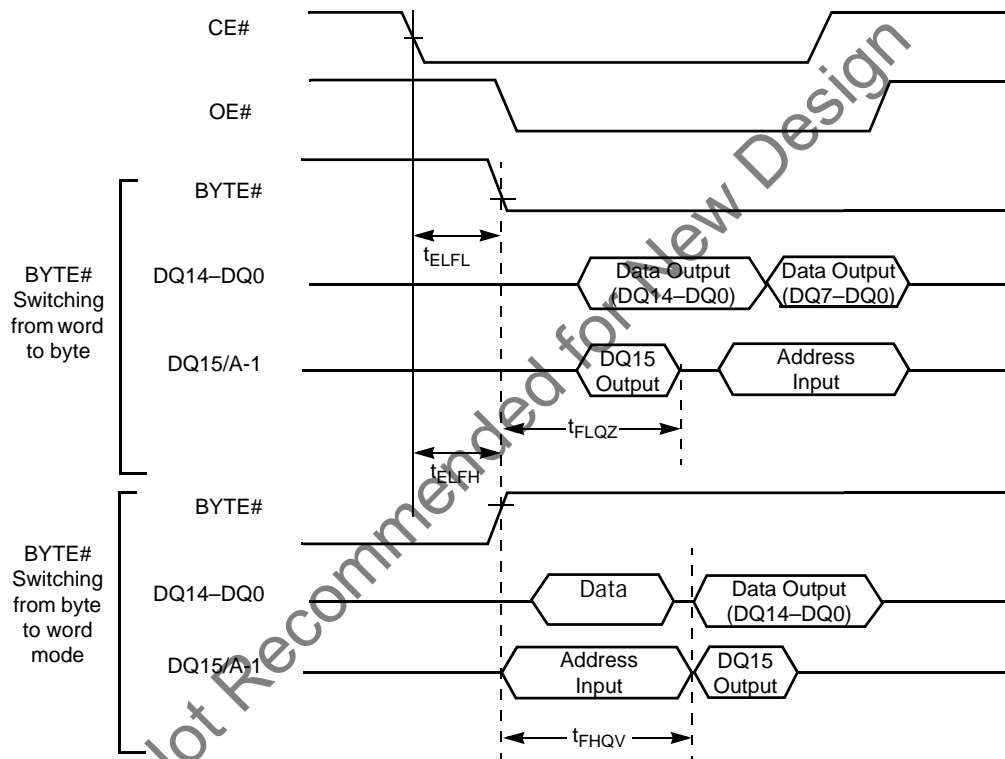 CE#
OE#
BYTE#
BYTE#
Switching
from word
to byte
tELFL
DQ14–DQ0
Data Output
(DQ14–DQ0)
Data Output
(DQ7–DQ0)
DQ15/A-1
DQ15
Output
Address
Input
tFLQZ
tELFH
BYTE#
BYTE#
Switching
from byte
to word
mode
DQ14–DQ0
Data
Data Output
(DQ14–DQ0)
DQ15/A-1
Address
Input
DQ15
Output
tFHQV
Not Recommended for New Design